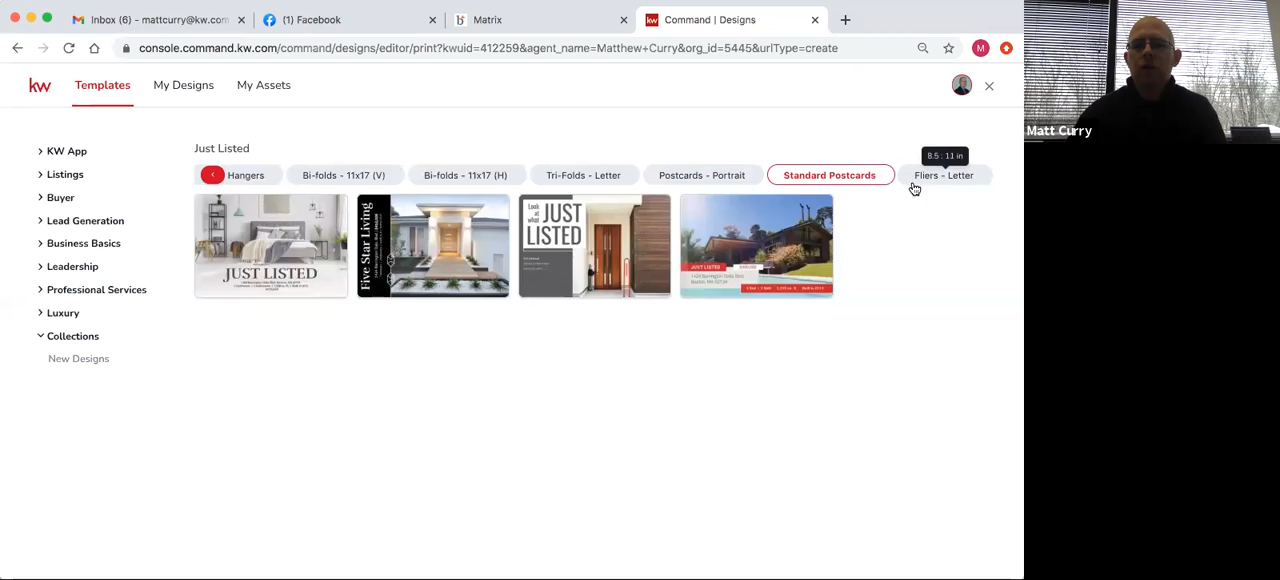 Inbox (6) - mattcurry@kw.com
(1) Facebook
Matrix
kw
Command | Designs
console.command.kw.com/command/designs/editor/print?kwuid=412259&agent_name=Matthew+Curry&org_id=5445&urlType=create
M
kw
Templates
My Designs
My Assets
Matt Curry
KW App
Listings
Buyer
Lead Generation
Business Basics
Leadership
Professional Services
Luxury
Collections
New Designs
Just Listed
8.5 : 11 in
Hangers
Bi-folds - 11x17 (V)
Bi-folds - 11x17 (H)
Tri-Folds - Letter
Postcards - Portrait
Standard Postcards
Fliers - Letter
JUST LISTED
Five Star Living
Look at what
JUST LISTED
JUST LISTED